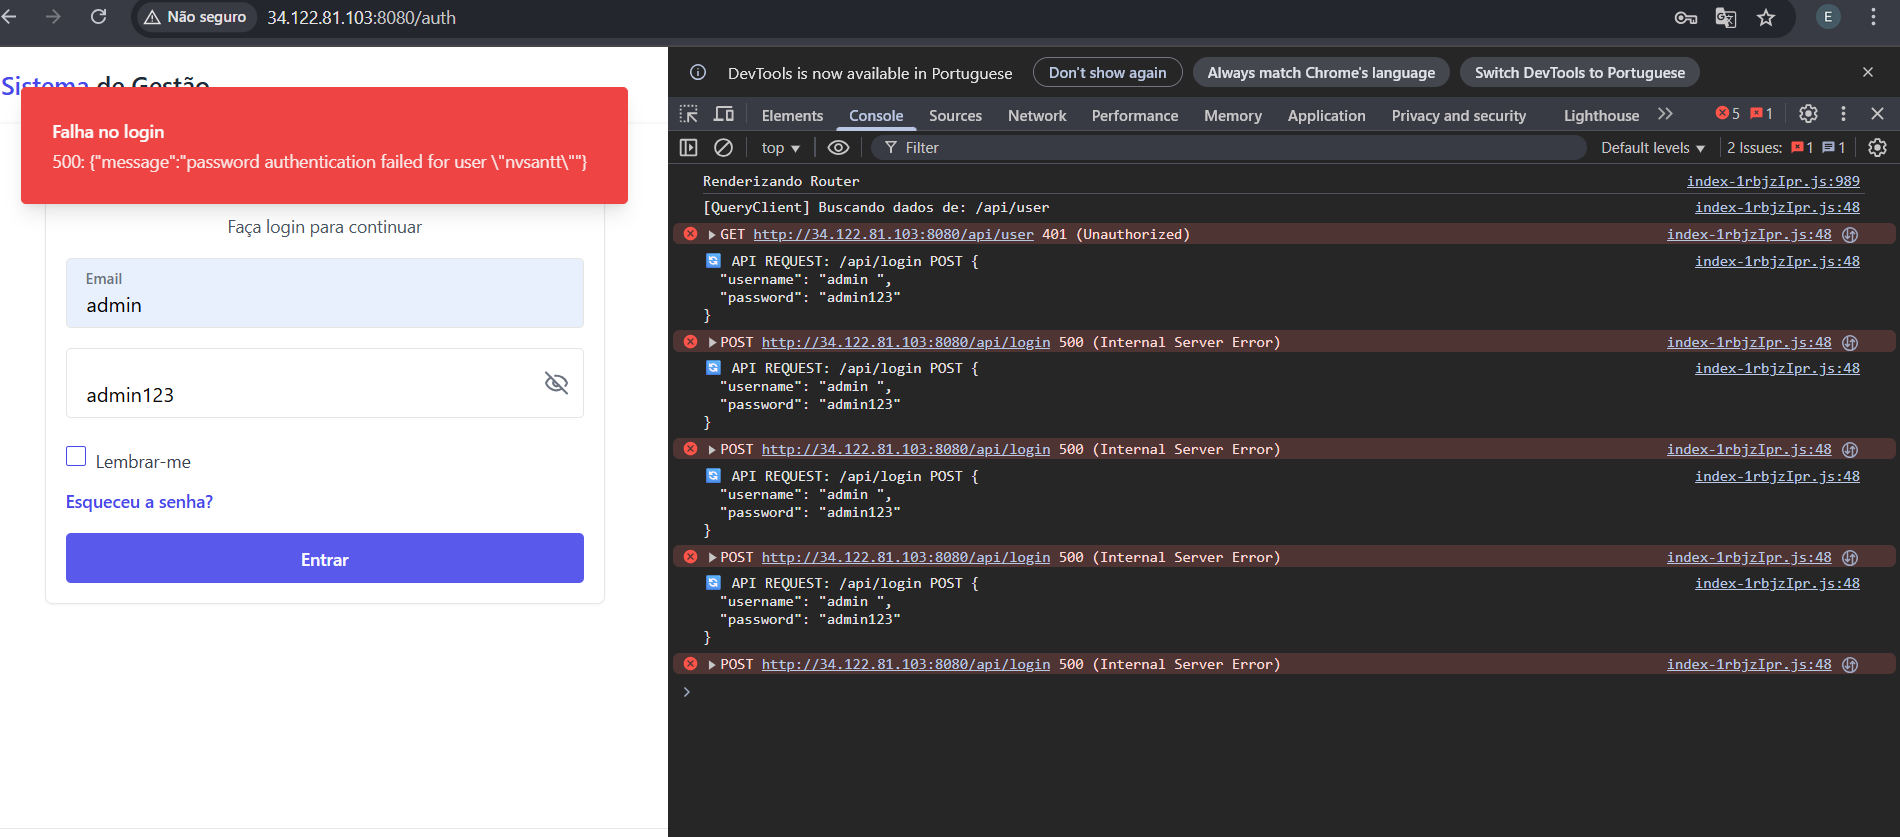 Não seguro
34.122.81.103:8080/auth
E
Sistema de Gestão
Falha no login
500: {"message":"password authentication failed for user \"nvsantt\""}
Faça login para continuar
Email
admin
admin123
Lembrar-me
Esqueceu a senha?
Entrar
DevTools is now available in Portuguese
Don't show again
Always match Chrome's language
Switch DevTools to Portuguese
Elements
Console
Sources
Network
Performance
Memory
Application
Privacy and security
Lighthouse
5
1
top
Filter
Default levels
2 Issues:
1
1
Renderizando Router index-1rbjzIpr.js:989
[QueryClient] Buscando dados de: /api/user index-1rbjzIpr.js:48
GET http://34.122.81.103:8080/api/user 401 (Unauthorized) index-1rbjzIpr.js:48
API REQUEST: /api/login POST { index-1rbjzIpr.js:48
"username": "admin ",
"password": "admin123"
}
POST http://34.122.81.103:8080/api/login 500 (Internal Server Error) index-1rbjzIpr.js:48
API REQUEST: /api/login POST { index-1rbjzIpr.js:48
"username": "admin ",
"password": "admin123"
}
POST http://34.122.81.103:8080/api/login 500 (Internal Server Error) index-1rbjzIpr.js:48
API REQUEST: /api/login POST { index-1rbjzIpr.js:48
"username": "admin ",
"password": "admin123"
}
POST http://34.122.81.103:8080/api/login 500 (Internal Server Error) index-1rbjzIpr.js:48
API REQUEST: /api/login POST { index-1rbjzIpr.js:48
"username": "admin ",
"password": "admin123"
}
POST http://34.122.81.103:8080/api/login 500 (Internal Server Error) index-1rbjzIpr.js:48